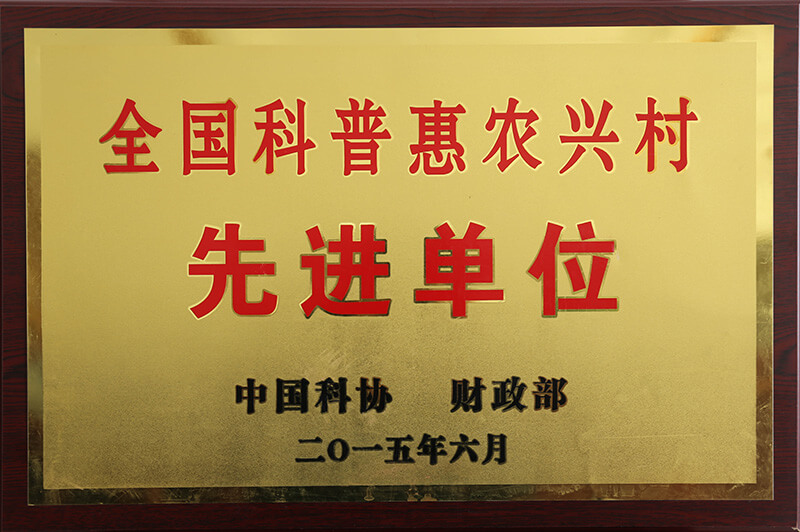 全国科普惠农兴村
先进单位
中国科协 财政部
二〇一五年六月